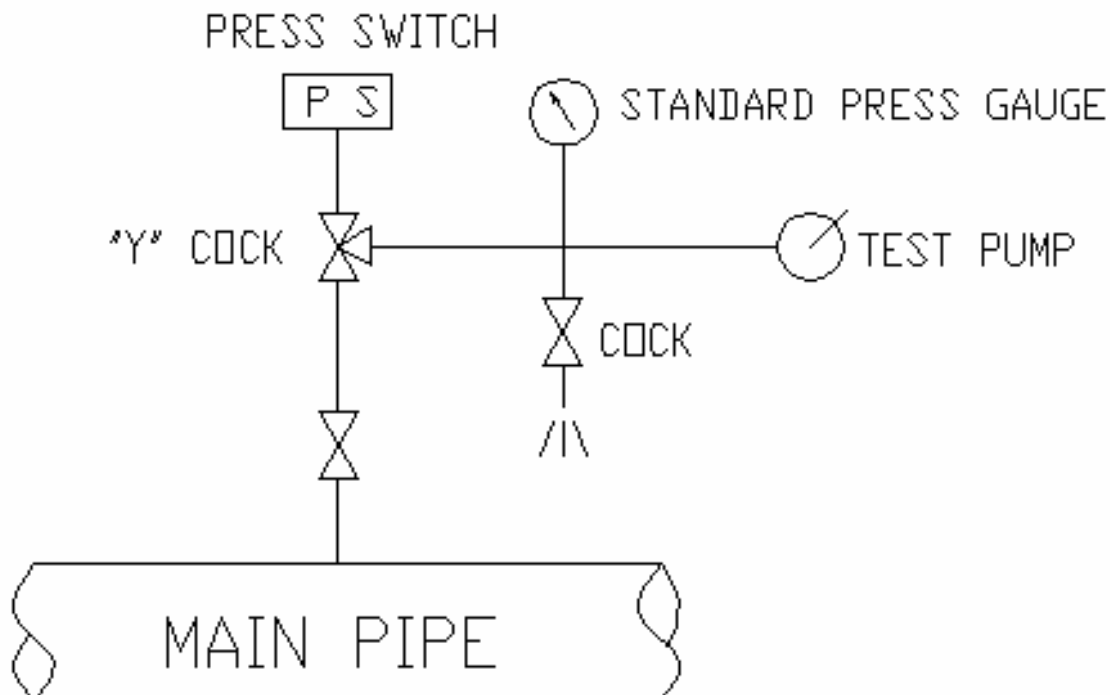 PRESS SWITCH
P S
STANDARD PRESS GAUGE
"Y" COCK
TEST PUMP
COCK
MAIN PIPE